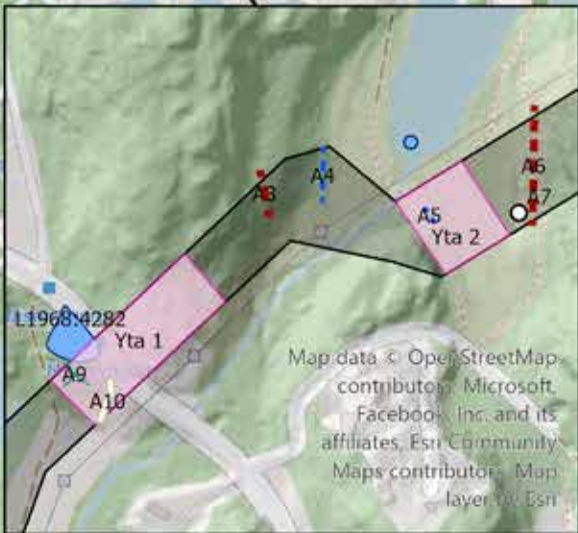 A3
A4
A6
A7
A5
Yta 2
L1968:4282
Yta 1
A9
A10
Map data © OpenStreetMap
contributors, Microsoft,
Facebook, Inc. and its
affiliates, Esri Community
Maps contributors, Map
layer by Esri